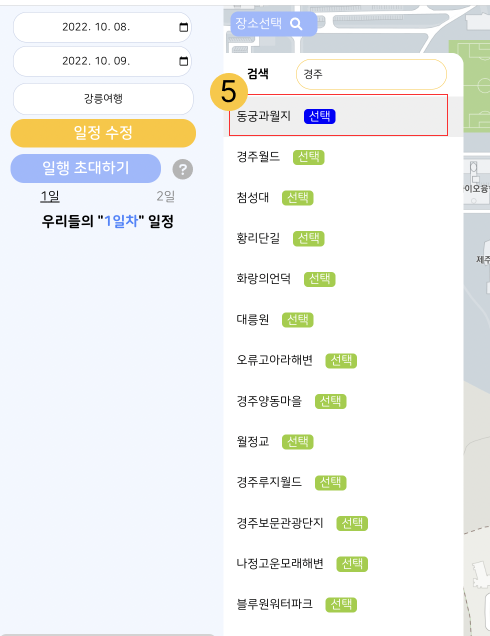 2022. 10. 08.
2022. 10. 09.
강릉여행
일정 수정
일행 초대하기 ?
1일 2일
우리들의 "1일차" 일정
장소선택
검색 경주
5
동궁과월지 선택
경주월드 선택
첨성대 선택
황리단길 선택
화랑의언덕 선택
대릉원 선택
오류고아라해변 선택
경주양동마을 선택
월정교 선택
경주루지월드 선택
경주보문관광단지 선택
나정고운모래해변 선택
블루원워터파크 선택
제주